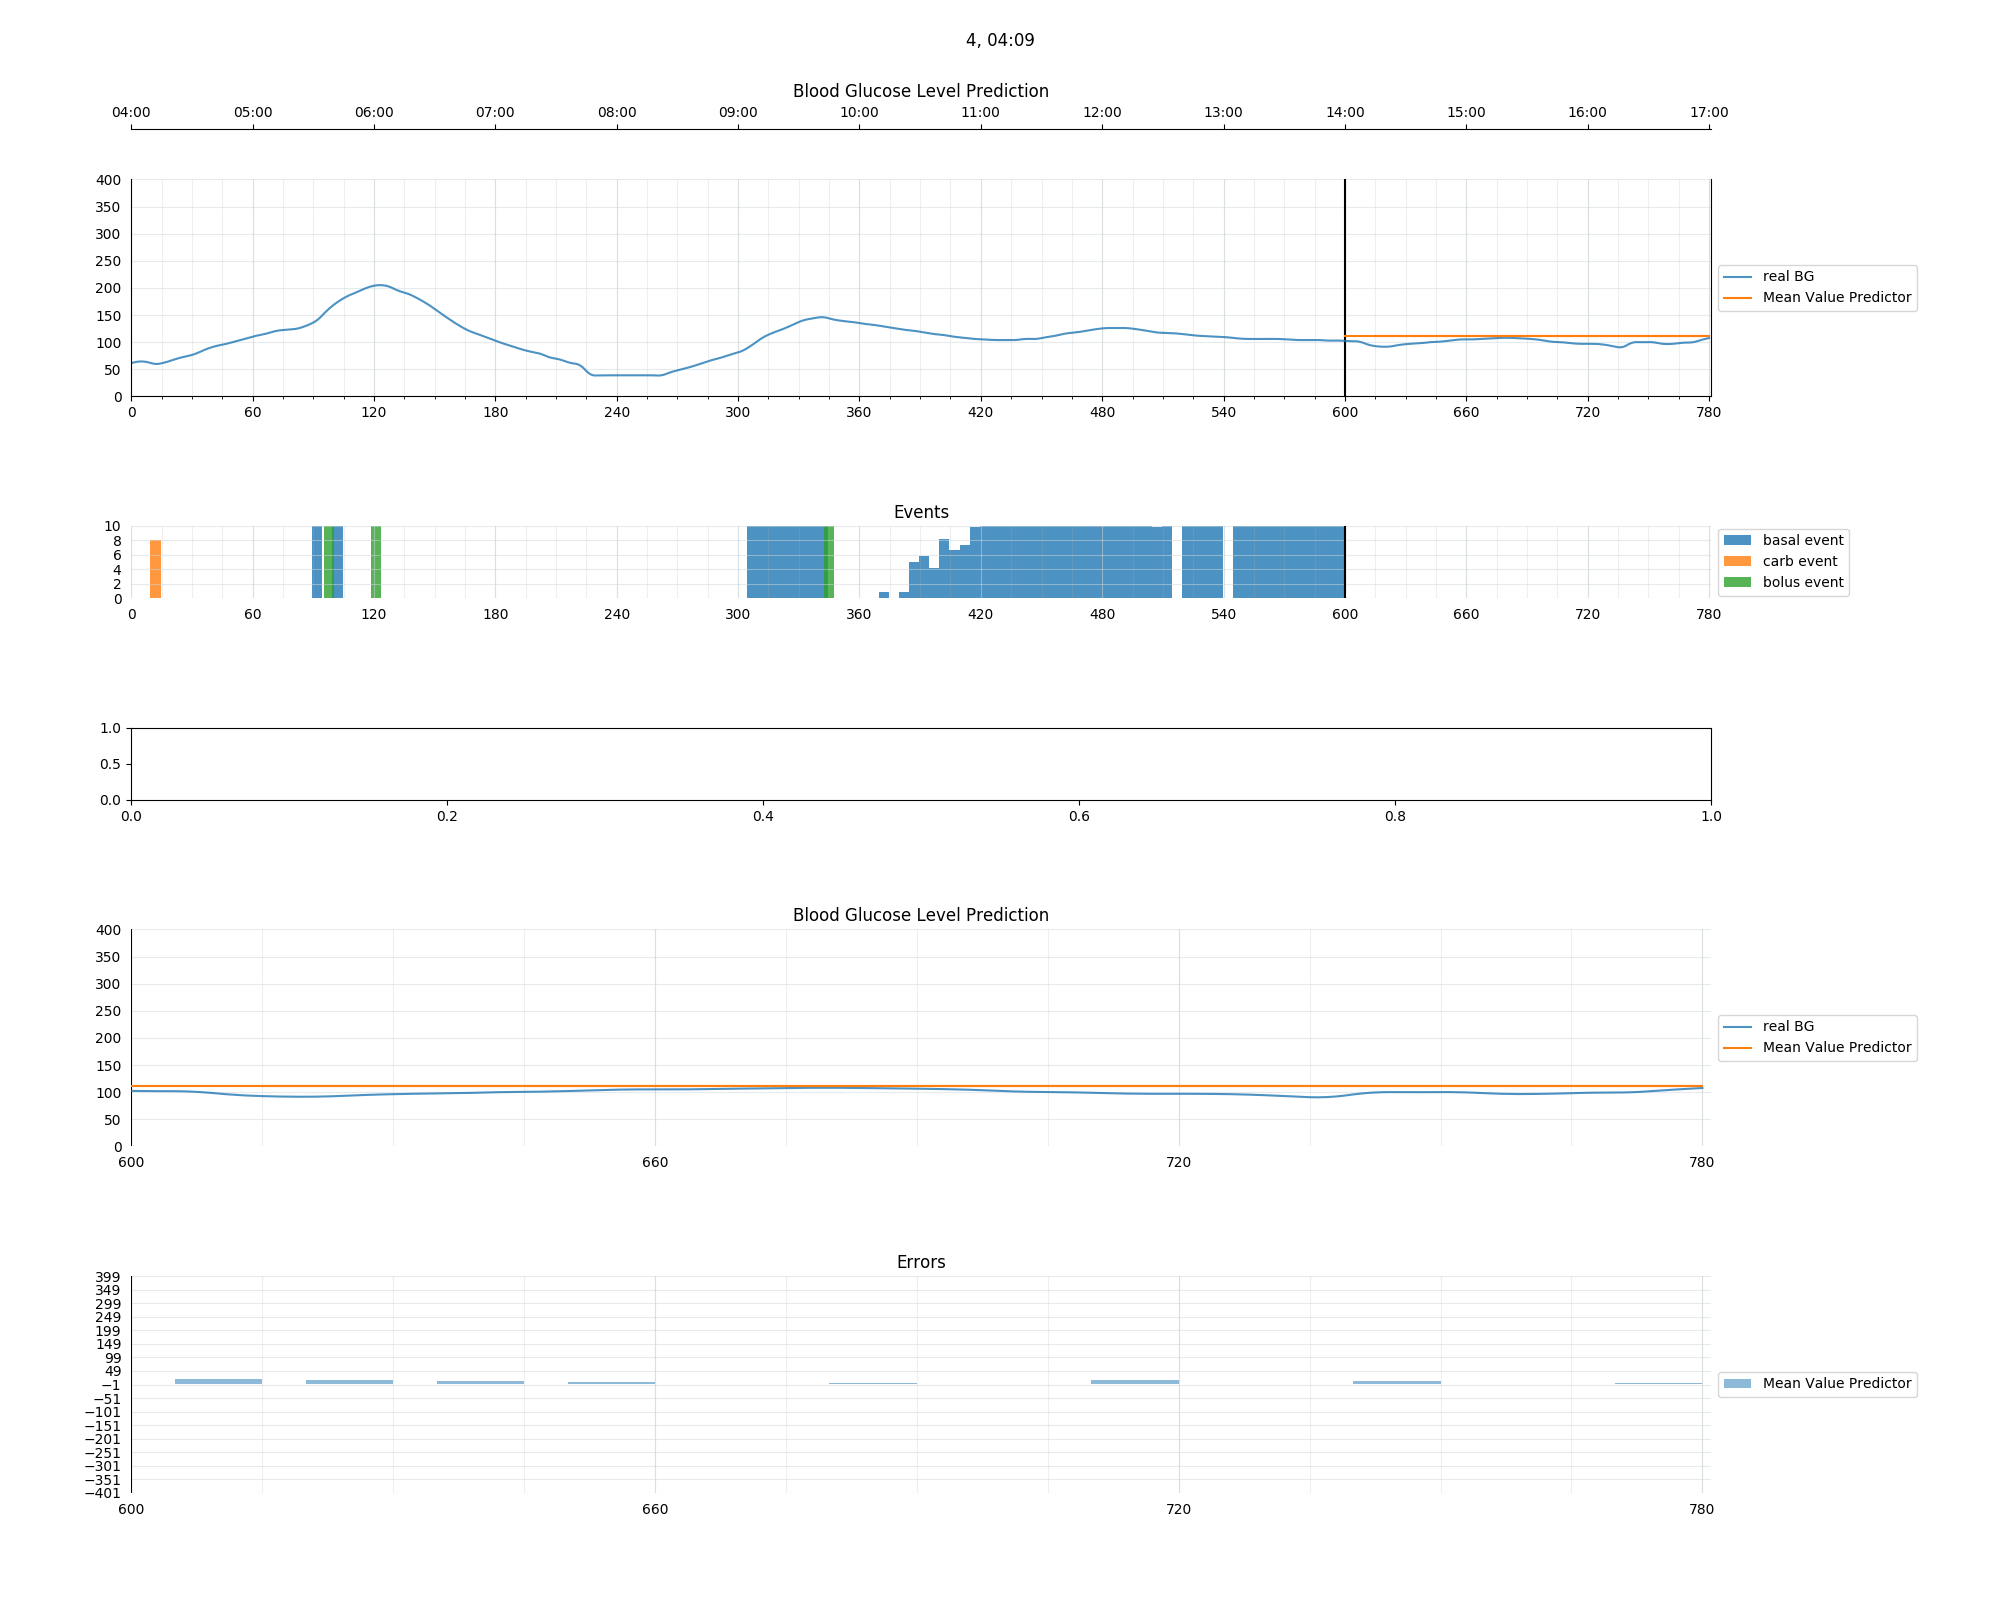 4, 04:09
Blood Glucose Level Prediction
04:00 05:00 06:00 07:00 08:00 09:00 10:00 11:00 12:00 13:00 14:00 15:00 16:00 17:00
400
350
300
250
200
150
100
50
0
0 60 120 180 240 300 360 420 480 540 600 660 720 780
real BG
Mean Value Predictor
Events
10
8
6
4
2
0
0 60 120 180 240 300 360 420 480 540 600 660 720 780
basal event
carb event
bolus event
1.0
0.5
0.0
0.0 0.2 0.4 0.6 0.8 1.0
Blood Glucose Level Prediction
400
350
300
250
200
150
100
50
0
600 660 720 780
real BG
Mean Value Predictor
Errors
399
349
299
249
199
149
99
49
−1
−51
−101
−151
−201
−251
−301
−351
−401
600 660 720 780
Mean Value Predictor